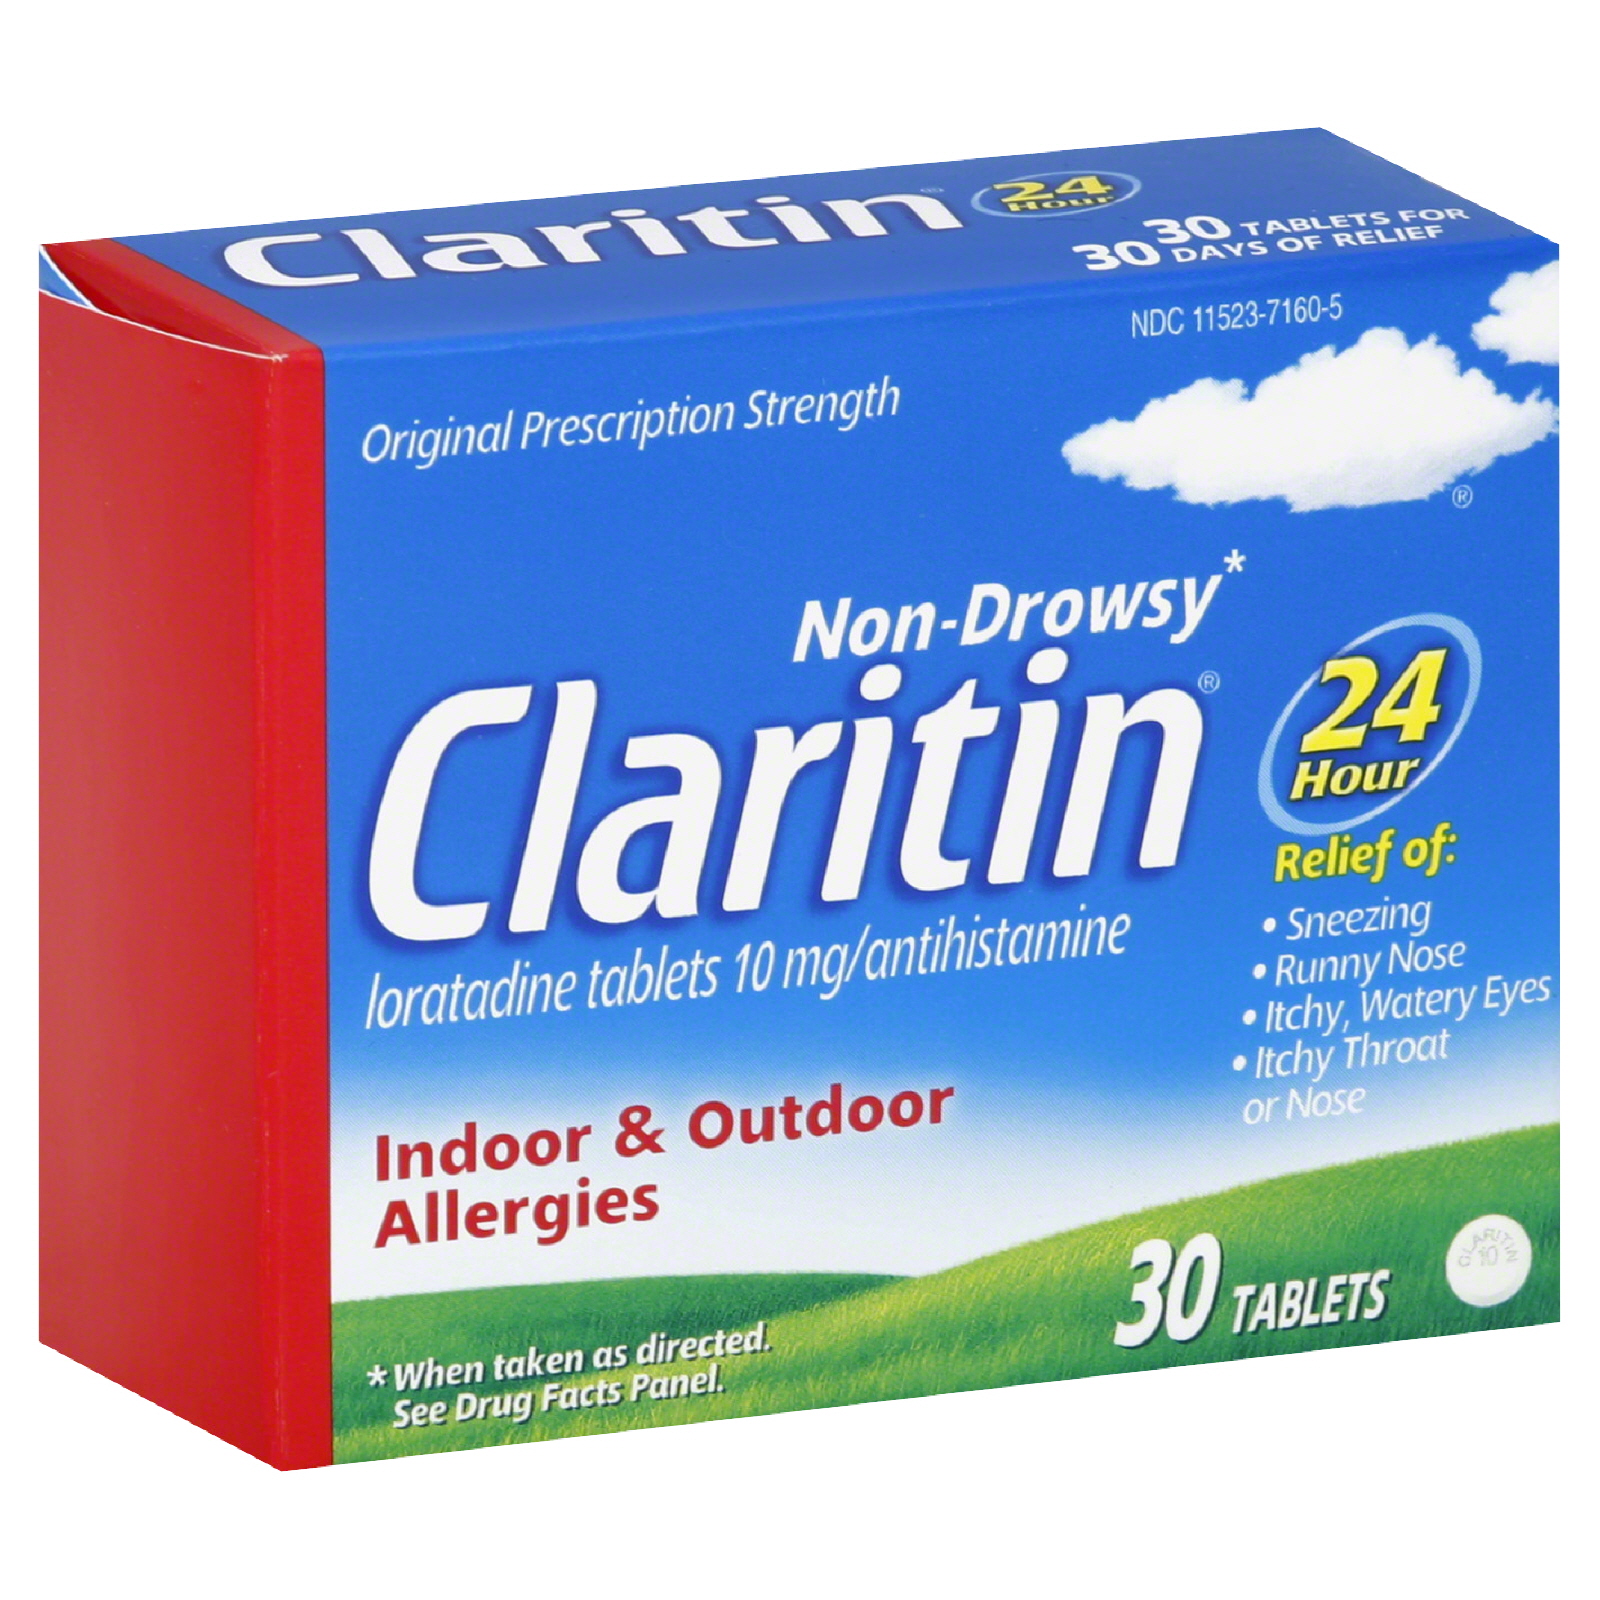 Claritin® 24 Hour
30 TABLETS FOR
30 DAYS OF RELIEF
NDC 11523-7160-5
Original Prescription Strength
®
Non-Drowsy*
Claritin®
24
Hour
loratadine tablets 10 mg/antihistamine
Relief of:
• Sneezing
• Runny Nose
• Itchy, Watery Eyes
• Itchy Throat
or Nose
Indoor & Outdoor
Allergies
30 TABLETS
CLARITIN
10
* When taken as directed.
See Drug Facts Panel.